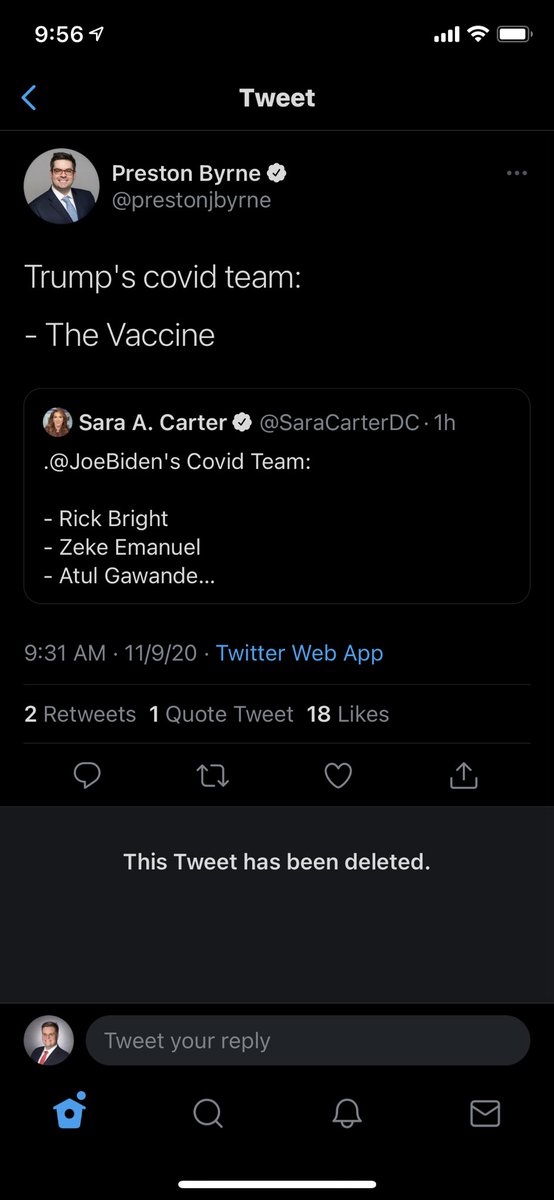 9:56
Tweet
Preston Byrne
@prestonjbyrne
Trump's covid team:
- The Vaccine
Sara A. Carter @SaraCarterDC · 1h
.@JoeBiden's Covid Team:
- Rick Bright
- Zeke Emanuel
- Atul Gawande...
9:31 AM · 11/9/20 · Twitter Web App
2 Retweets 1 Quote Tweet 18 Likes
This Tweet has been deleted.
Tweet your reply